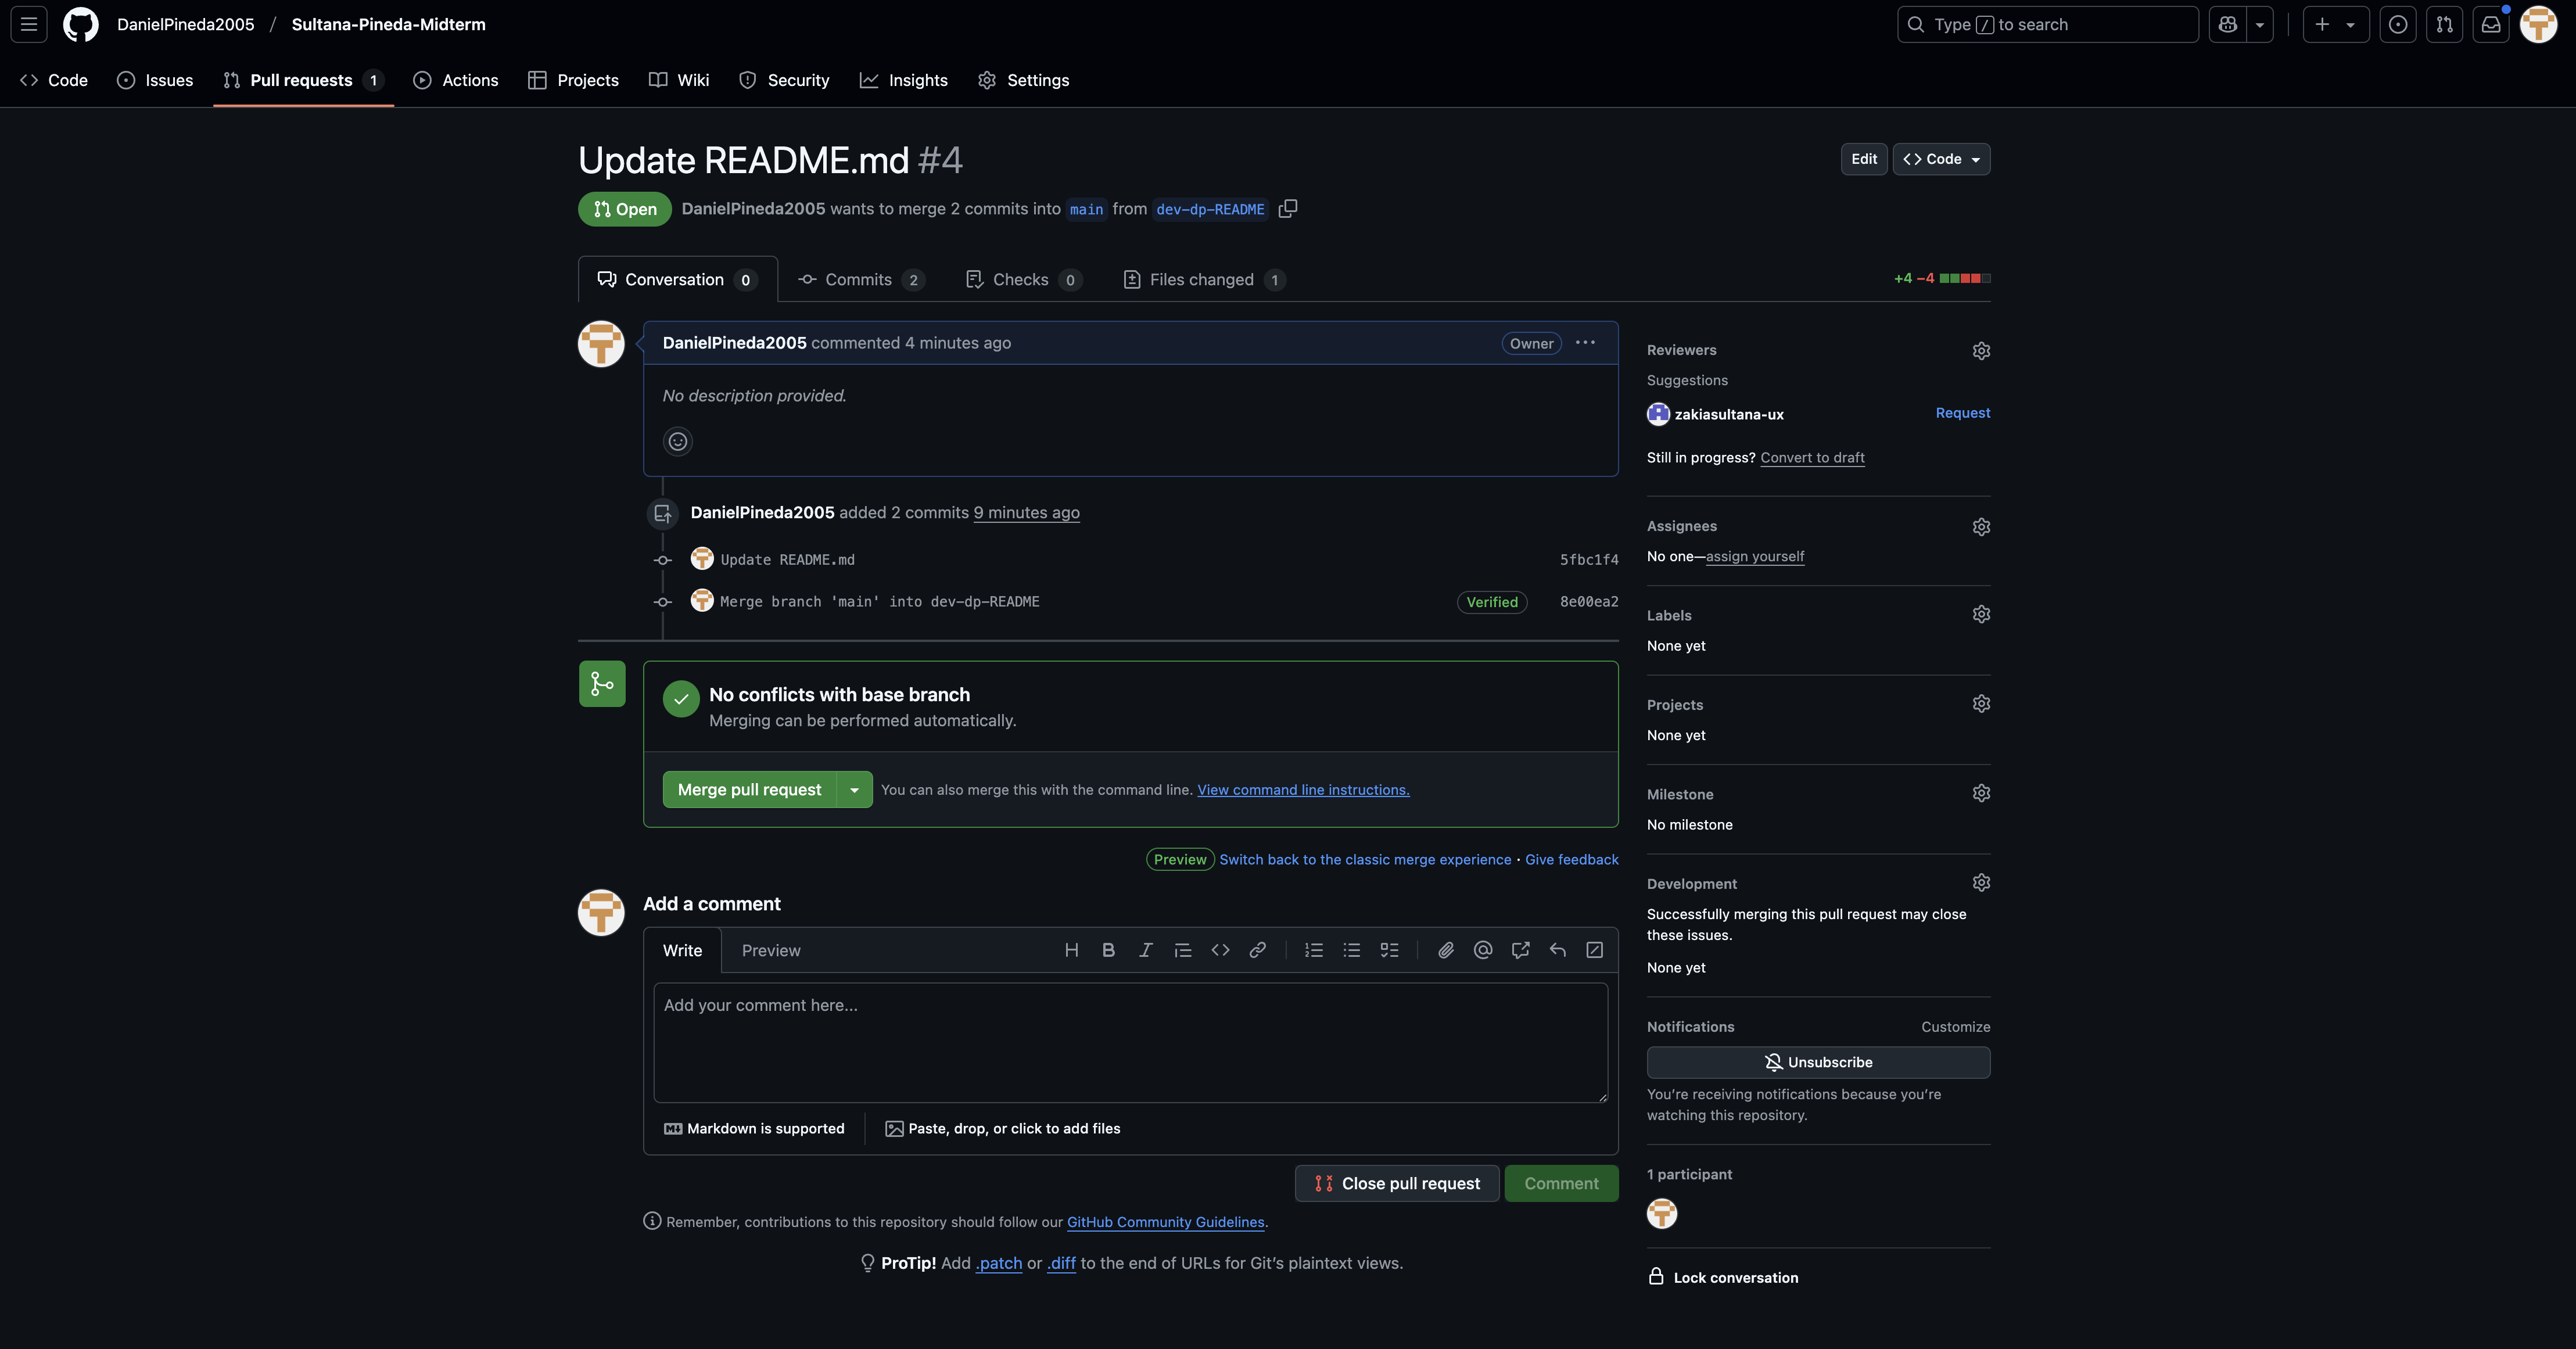 DanielPineda2005 / Sultana-Pineda-Midterm
Type / to search
Code
Issues
Pull requests 1
Actions
Projects
Wiki
Security
Insights
Settings
Update README.md #4
Edit
Code
Open
DanielPineda2005 wants to merge 2 commits into main from dev-dp-README
Conversation 0
Commits 2
Checks 0
Files changed 1
+4 −4
DanielPineda2005 commented 4 minutes ago
Owner
No description provided.
DanielPineda2005 added 2 commits 9 minutes ago
Update README.md
5fbc1f4
Merge branch 'main' into dev-dp-README
Verified
8e00ea2
No conflicts with base branch
Merging can be performed automatically.
Merge pull request
You can also merge this with the command line. View command line instructions.
Preview Switch back to the classic merge experience · Give feedback
Add a comment
Write
Preview
Add your comment here...
Markdown is supported
Paste, drop, or click to add files
Close pull request
Comment
Remember, contributions to this repository should follow our GitHub Community Guidelines.
ProTip! Add .patch or .diff to the end of URLs for Git's plaintext views.
Reviewers
Suggestions
zakiasultana-ux
Request
Still in progress? Convert to draft
Assignees
No one—assign yourself
Labels
None yet
Projects
None yet
Milestone
No milestone
Development
Successfully merging this pull request may close
these issues.
None yet
Notifications
Customize
Unsubscribe
You're receiving notifications because you're
watching this repository.
1 participant
Lock conversation